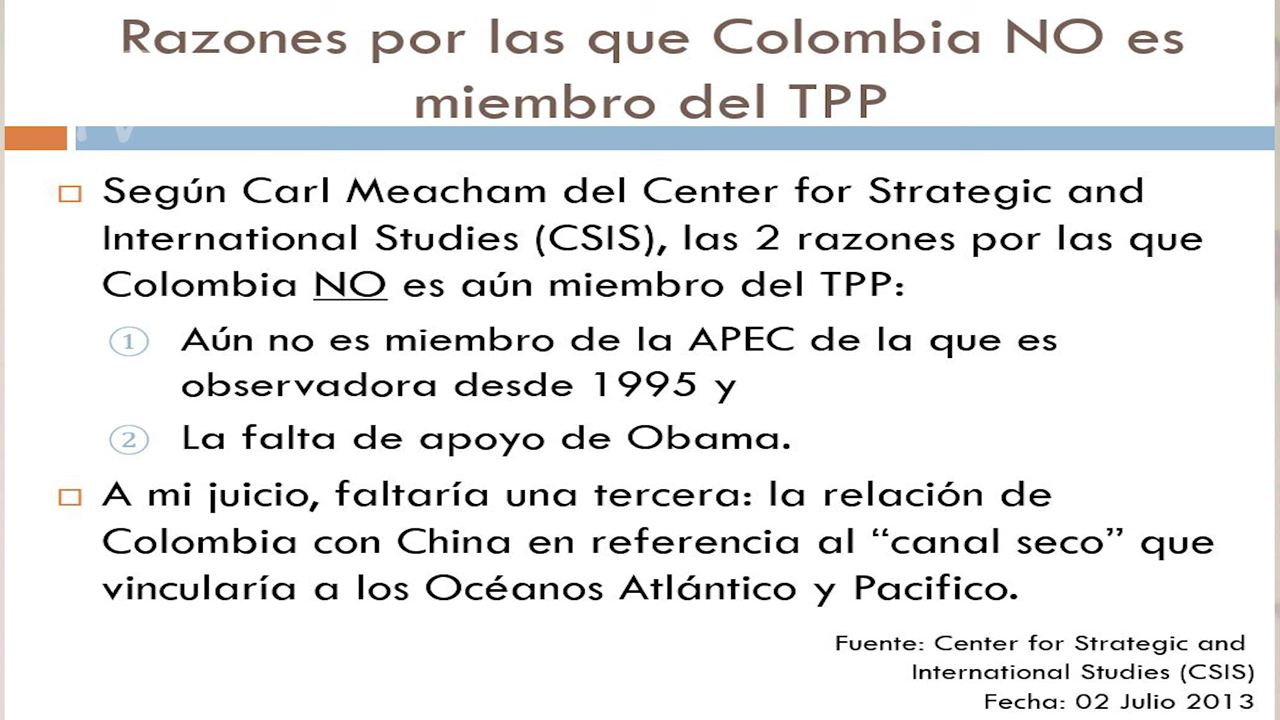 Razones por las que Colombia NO es
miembro del TPP
Según Carl Meacham del Center for Strategic and
International Studies (CSIS), las 2 razones por las que
Colombia NO es aún miembro del TPP:
① Aún no es miembro de la APEC de la que es
observadora desde 1995 y
② La falta de apoyo de Obama.
A mi juicio, faltaría una tercera: la relación de
Colombia con China en referencia al “canal seco” que
vincularía a los Océanos Atlántico y Pacifico.
Fuente: Center for Strategic and
International Studies (CSIS)
Fecha: 02 Julio 2013